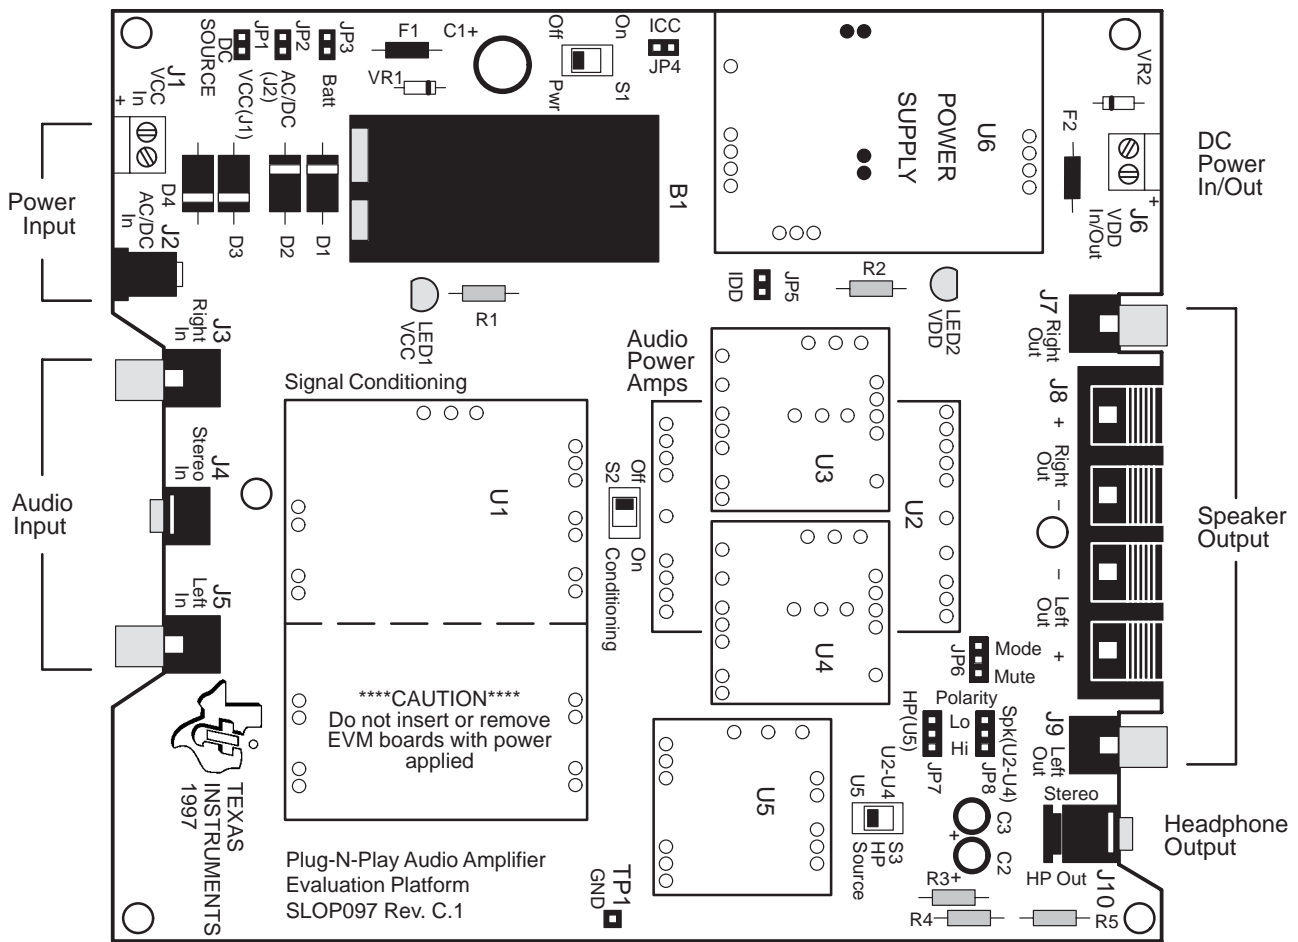 SOURCE
DC
JP1
JP2
JP3
F1
C1+
Off
On
ICC
JP4
VR1
Pwr
S1
VCC(J1)
AC/DC
(J2)
Batt
J1
VCC
In
+
POWER
SUPPLY
U6
VR2
F2
DC
Power
In/Out
J6
VDD
In/Out
+
Power
Input
D4
AC/DC
In
J2
D3
D2
D1
B1
R1
LED1
VCC
IDD
JP5
R2
LED2
VDD
J3
Right
In
J7
Right
Out
Audio
Power
Amps
Signal Conditioning
J8
+
Right
Out
−
−
Left
Out
+
Audio
Input
J4
Stereo
In
U1
S2
Off
On
Conditioning
U3
U2
U4
Speaker
Output
J5
Left
In
JP6
Mode
Mute
Polarity
HP(U5)
Lo
Hi
Spk(U2-U4)
JP7
JP8
J9
Left
Out
****CAUTION****
Do not insert or remove
EVM boards with power
applied
TEXAS
INSTRUMENTS
1997
U5
U5
U2-U4
S3
HP
Source
C3
+
C2
Stereo
HP Out
J10
Headphone
Output
R3+
R4
R5
Plug-N-Play Audio Amplifier
Evaluation Platform
SLOP097 Rev. C.1
TP1
GND